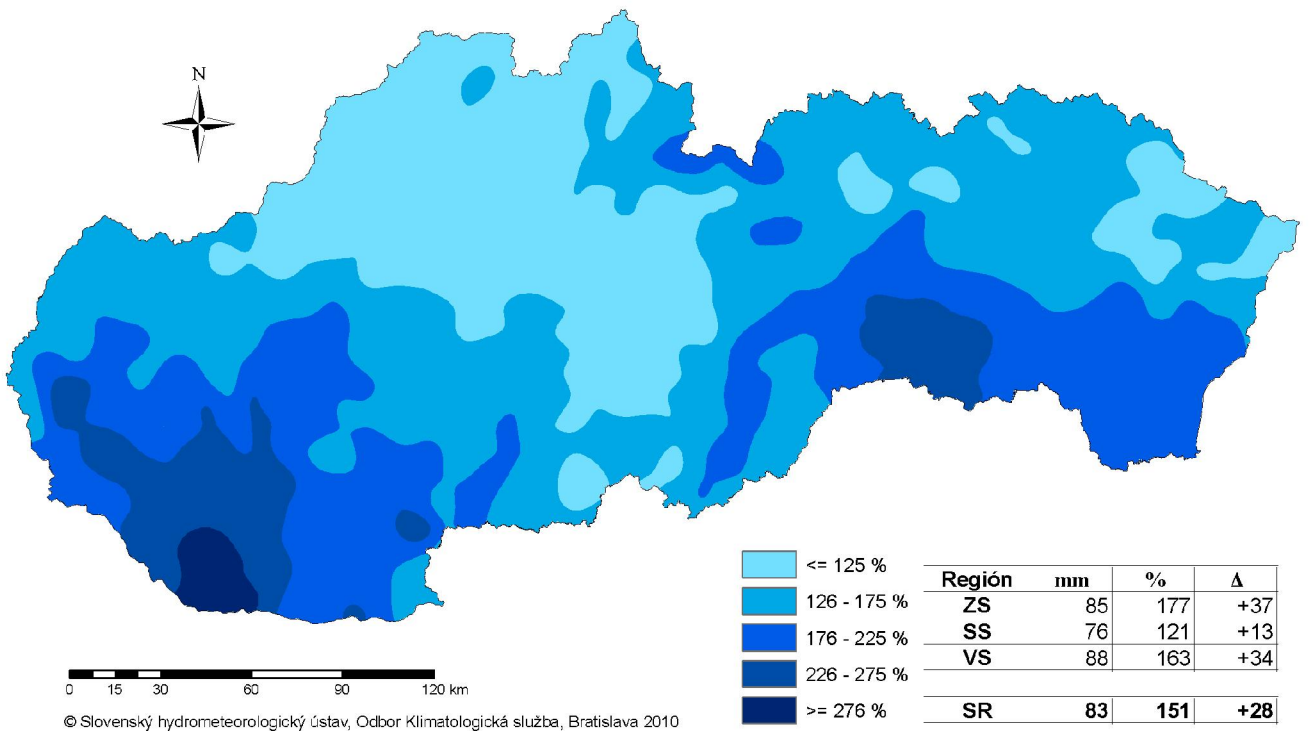 N
<= 125 %
126 - 175 %
176 - 225 %
226 - 275 %
>= 276 %
Región mm % Δ
ZS 85 177 +37
SS 76 121 +13
VS 88 163 +34
SR 83 151 +28
0 15 30 60 90 120 km
© Slovenský hydrometeorologický ústav, Odbor Klimatologická služba, Bratislava 2010